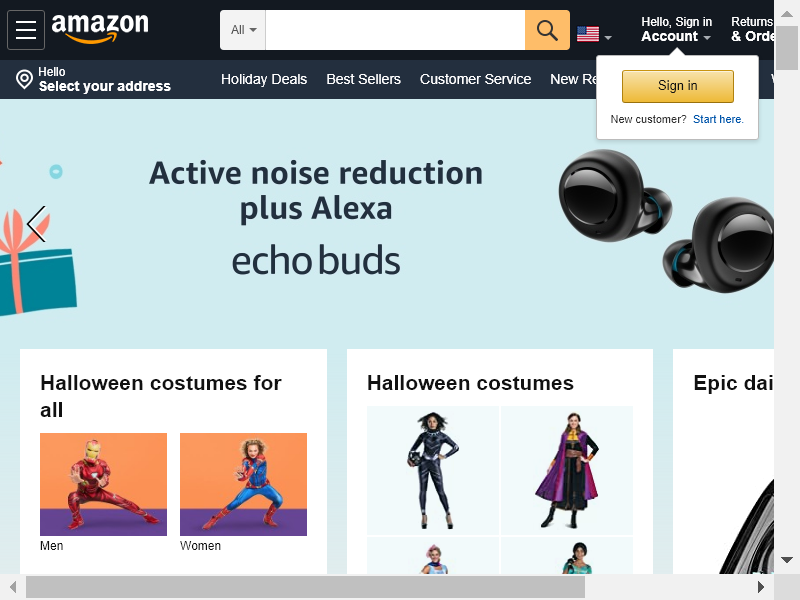 amazon
All
Hello, Sign in
Account
Returns
& Orde
Hello
Select your address
Holiday Deals
Best Sellers
Customer Service
New Re
Sign in
New customer? Start here.
Active noise reduction
plus Alexa
echo buds
Halloween costumes for
all
Men
Women
Halloween costumes
Epic dai